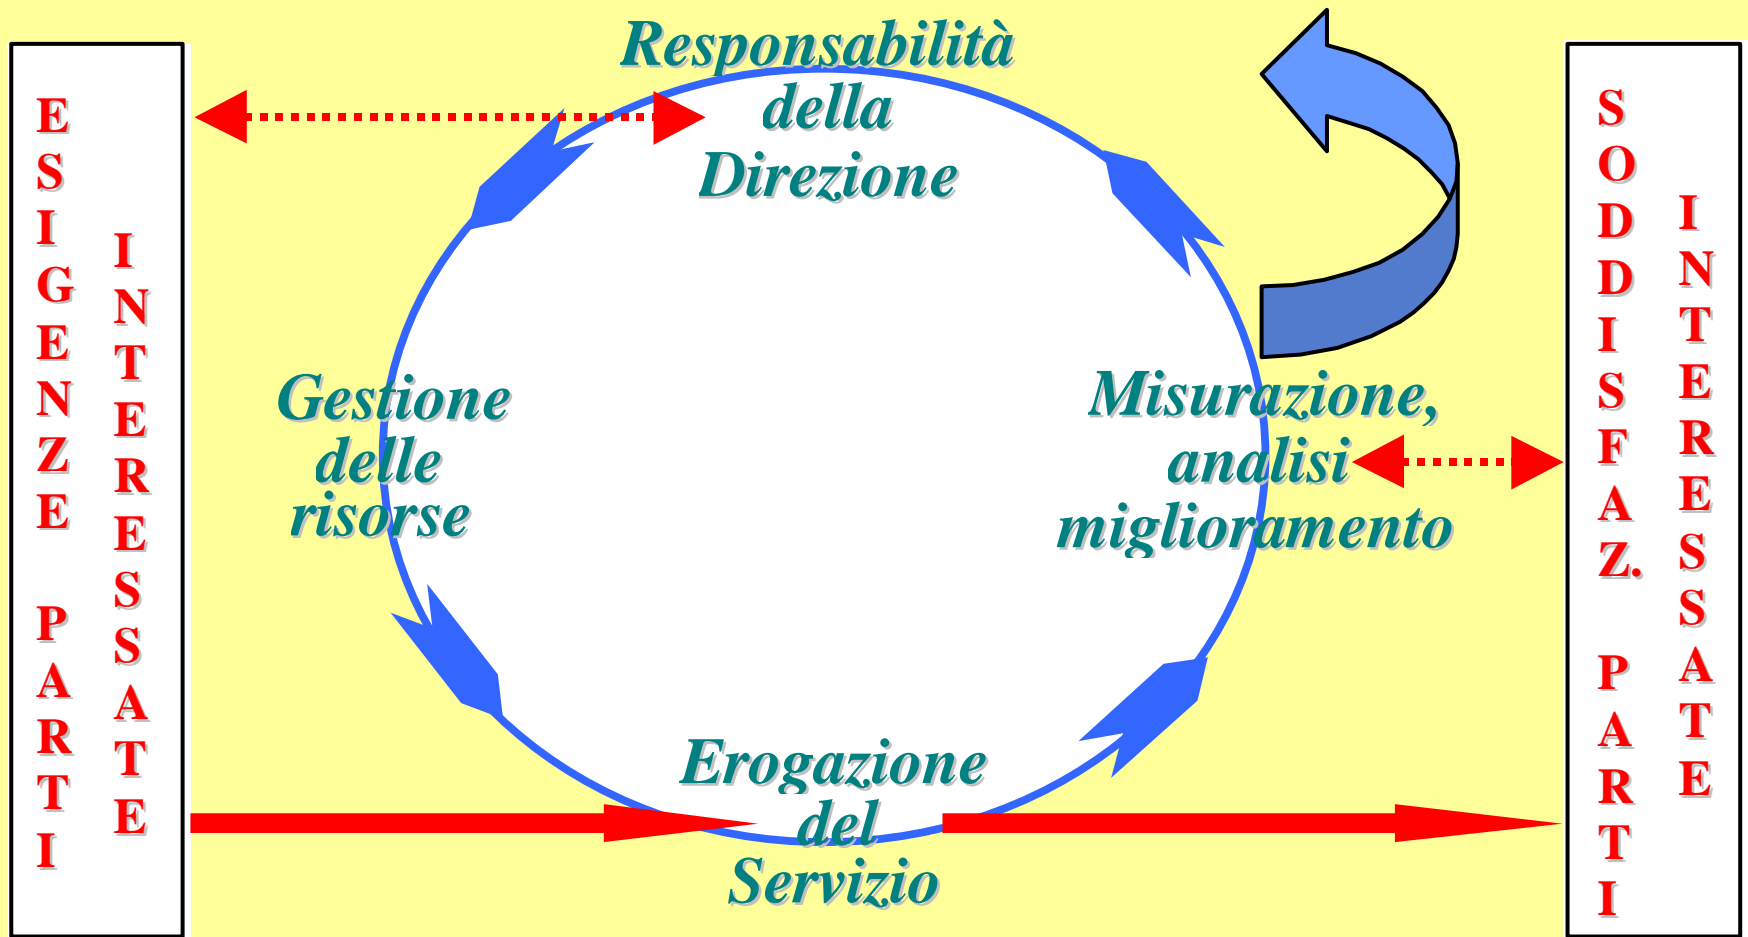 ESIGENZE PARTI
INTERESSATE
Responsabilità
della
Direzione
Gestione
delle
risorse
Misurazione,
analisi
miglioramento
Erogazione
del
Servizio
SODDISFAZ. PARTI
INTERESSATE